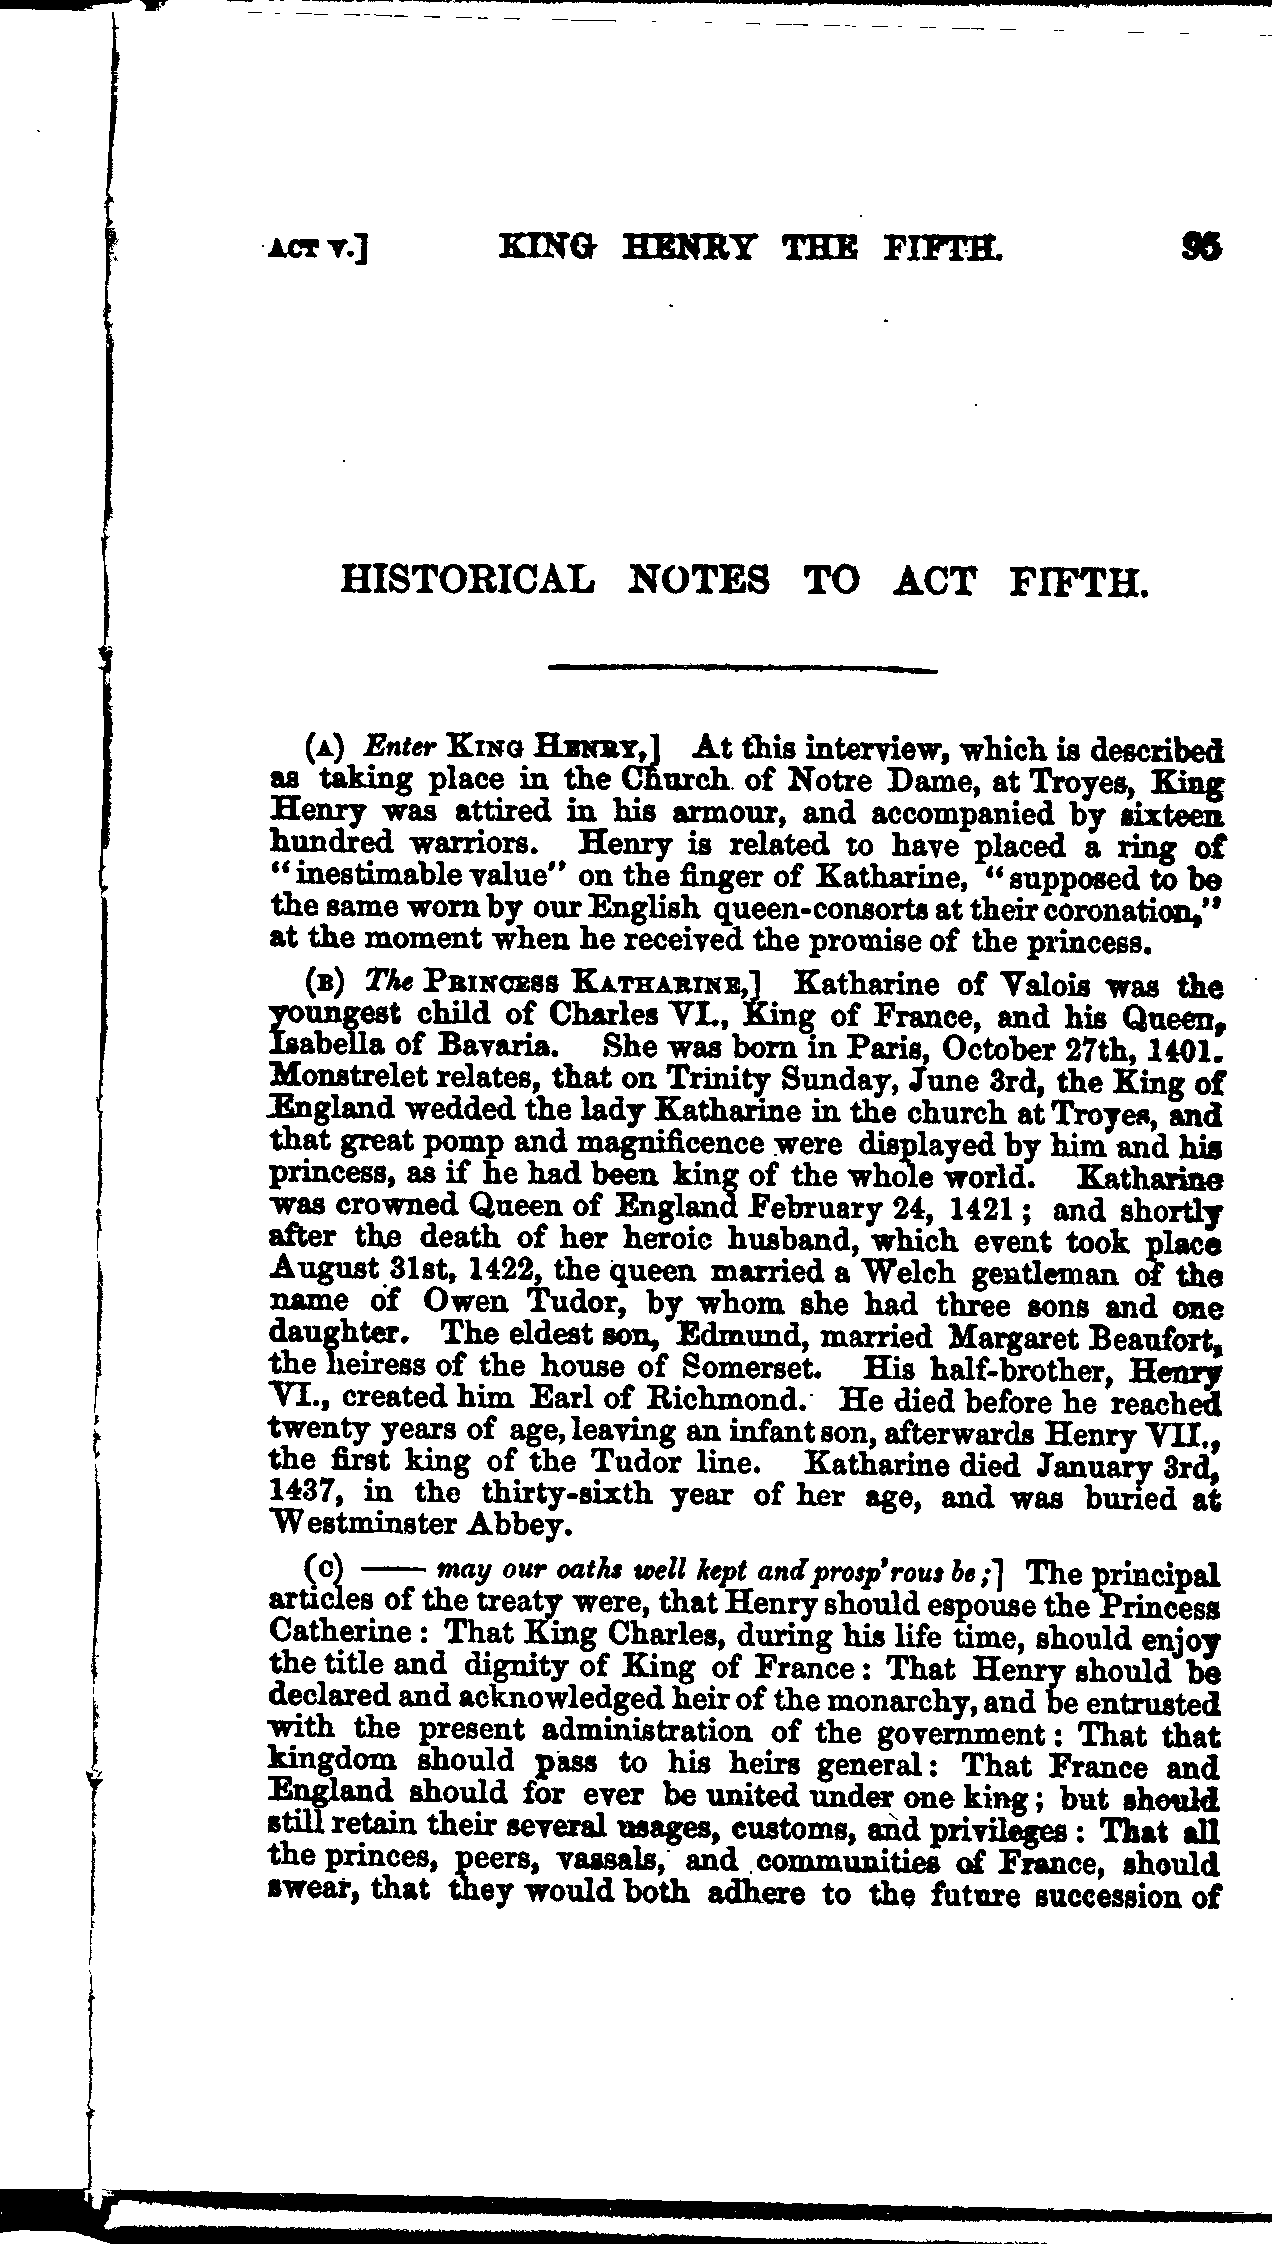 ACT V.] KING HENRY THE FIFTH. 95
HISTORICAL NOTES TO ACT FIFTH.
(A) Enter KING HENRY,] At this interview, which is described
as taking place in the Church of Notre Dame, at Troyes, King
Henry was attired in his armour, and accompanied by sixteen
hundred warriors. Henry is related to have placed a ring of
"inestimable value" on the finger of Katharine, "supposed to be
the same worn by our English queen-consorts at their coronation,"
at the moment when he received the promise of the princess.
(B) The PRINCESS KATHARINE,] Katharine of Valois was the
youngest child of Charles VI., King of France, and his Queen,
Isabella of Bavaria. She was born in Paris, October 27th, 1401.
Monstrelet relates, that on Trinity Sunday, June 3rd, the King of
England wedded the lady Katharine in the church at Troyes, and
that great pomp and magnificence were displayed by him and his
princess, as if he had been king of the whole world. Katharine
was crowned Queen of England February 24, 1421; and shortly
after the death of her heroic husband, which event took place
August 31st, 1422, the queen married a Welch gentleman of the
name of Owen Tudor, by whom she had three sons and one
daughter. The eldest son, Edmund, married Margaret Beaufort,
the heiress of the house of Somerset. His half-brother, Henry
VI., created him Earl of Richmond. He died before he reached
twenty years of age, leaving an infant son, afterwards Henry VII.,
the first king of the Tudor line. Katharine died January 3rd,
1437, in the thirty-sixth year of her age, and was buried at
Westminster Abbey.
(C) —— may our oaths well kept and prosp'rous be;] The principal
articles of the treaty were, that Henry should espouse the Princess
Catherine: That King Charles, during his life time, should enjoy
the title and dignity of King of France: That Henry should be
declared and acknowledged heir of the monarchy, and be entrusted
with the present administration of the government: That that
kingdom should pass to his heirs general: That France and
England should for ever be united under one king; but should
still retain their several usages, customs, and privileges: That all
the princes, peers, vassals, and communities of France, should
swear, that they would both adhere to the future succession of